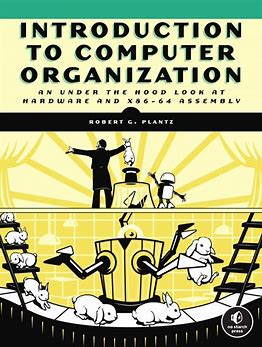 INTRODUCTION
TO COMPUTER
ORGANIZATION
AN UNDER THE HOOD LOOK AT
HARDWARE AND X86-64 ASSEMBLY
ROBERT G. PLANTZ
no starch
press